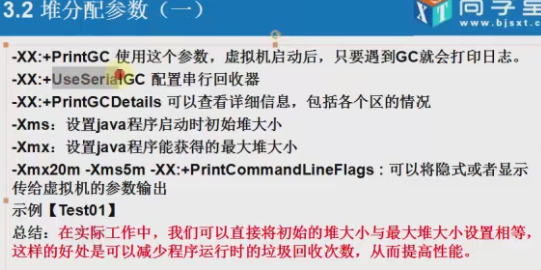 3.2 堆分配参数（一）
同学堂
www.bjsxt.com
-XX:+PrintGC 使用这个参数，虚拟机启动后，只要遇到GC就会打印日志。
-XX:+UseSerialGC 配置串行回收器
-XX:+PrintGCDetails 可以查看详细信息，包括各个区的情况
-Xms：设置java程序启动时初始堆大小
-Xmx：设置java程序能获得的最大堆大小
-Xmx20m -Xms5m -XX:+PrintCommandLineFlags：可以将隐式或者显示
传给虚拟机的参数输出
示例【Test01】
总结：在实际工作中，我们可以直接将初始的堆大小与最大堆大小设置相等，
这样的好处是可以减少程序运行时的垃圾回收次数，从而提高性能。